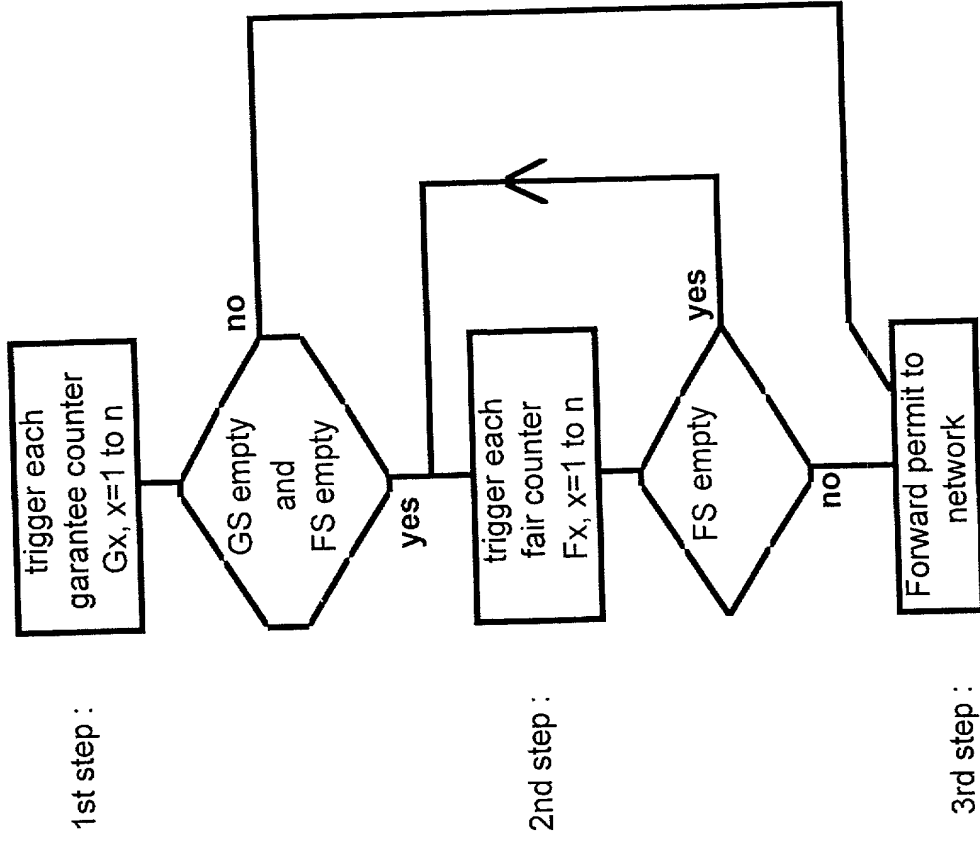 1st step :
trigger each
garantee counter
Gx, x=1 to n
GS empty
and
FS empty
no
yes
2nd step :
trigger each
fair counter
Fx, x=1 to n
FS empty
yes
no
3rd step :
Forward permit to
network